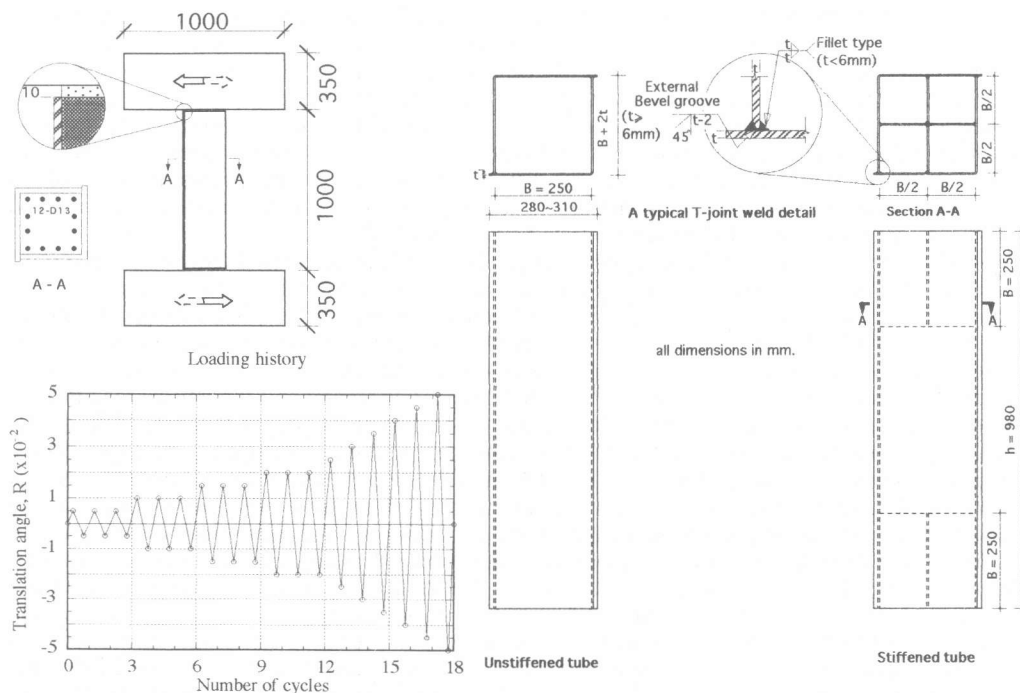 1000
350
10
A A
1000
12-D13
A - A
350
Loading history
5
1
-1
-3
-5
Translation angle, R (x10⁻²)
0 3 6 9 12 15 18
Number of cycles
t
B + 2t
B = 250
280~310
Unstiffened tube
External
Bevel groove
(t⩾
6mm)
t-2
45
t
t
t
t
Fillet type
(t<6mm)
A typical T-joint weld detail
all dimensions in mm.
B/2
B/2
B/2 B/2
Section A-A
B = 250
A A
h = 980
B = 250
Stiffened tube